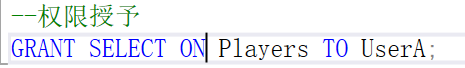 --权限授予
GRANT SELECT ON Players TO UserA;